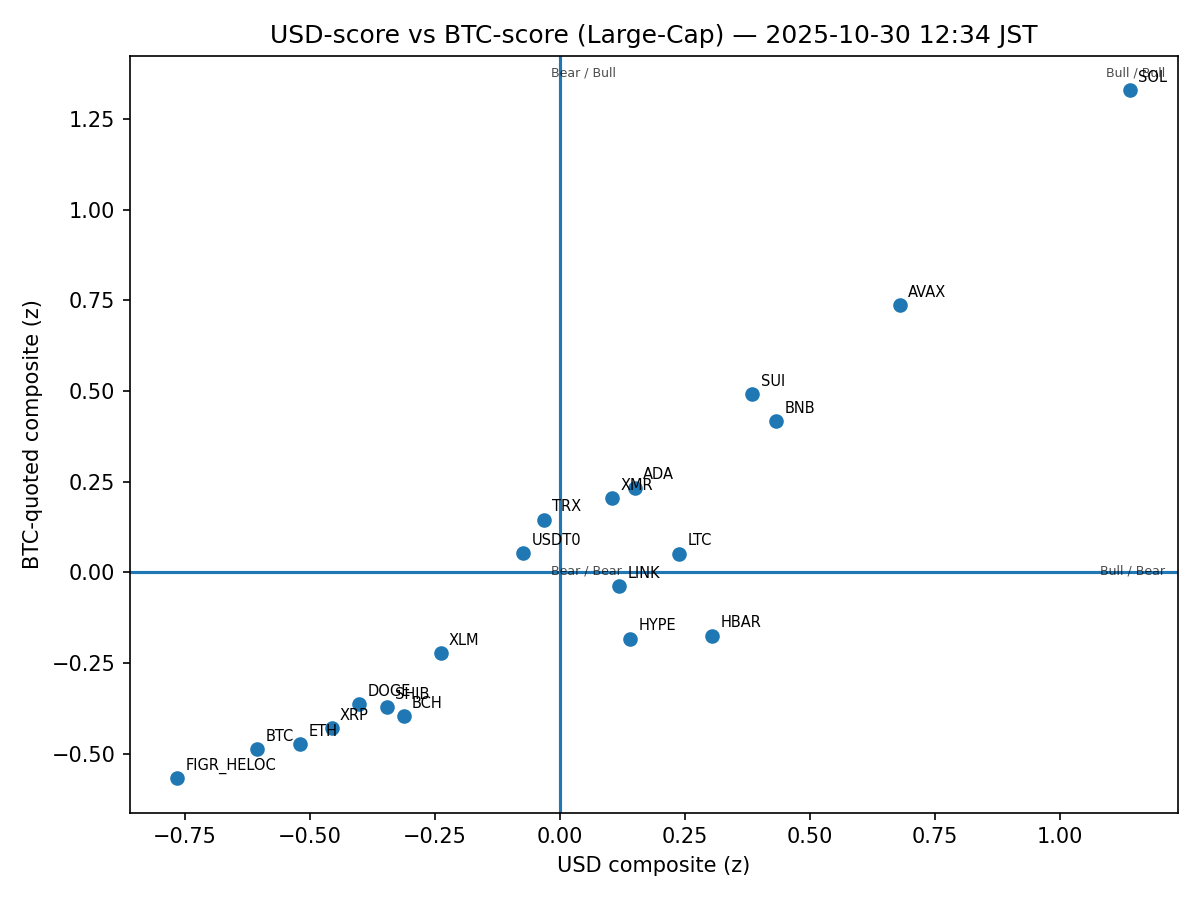 USD-score vs BTC-score (Large-Cap) — 2025-10-30 12:34 JST
Bear / Bull
Bull / Bull
SOL
1.25
1.00
AVAX
0.75
SUI
0.50
BNB
ADA
0.25
XMR
TRX
USDT0
LTC
0.00
Bear / Bear
LINK
Bull / Bear
HYPE
HBAR
XLM
−0.25
DOGE
SHIB
BCH
XRP
ETH
BTC
−0.50
FIGR_HELOC
BTC-quoted composite (z)
−0.75
−0.50
−0.25
0.00
0.25
0.50
0.75
1.00
USD composite (z)